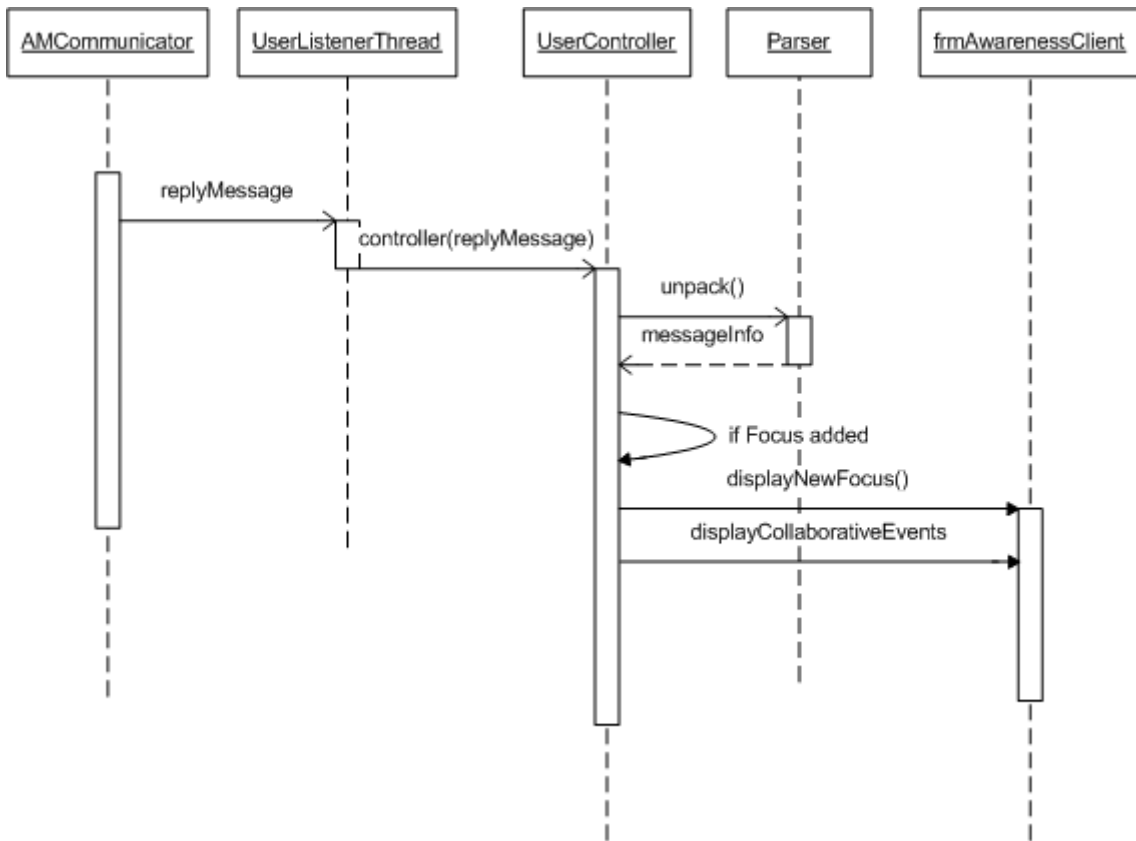 AMCommunicator
UserListenerThread
UserController
Parser
frmAwarenessClient
replyMessage
controller(replyMessage)
unpack()
messageInfo
if Focus added
displayNewFocus()
displayCollaborativeEvents